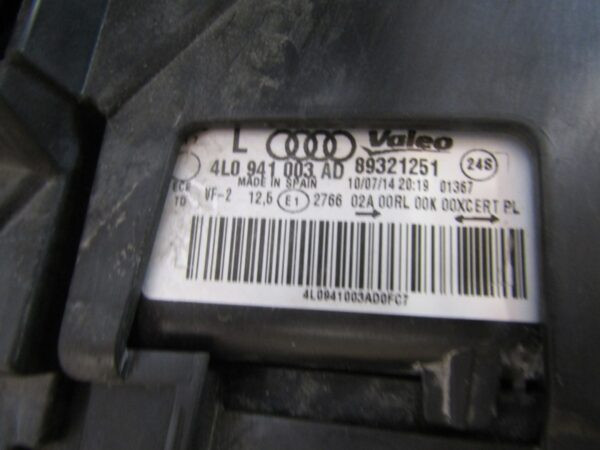 L Valeo
4L0 941 003 AD 89321251 24S
MADE IN SPAIN 10/07/14 20:19 01367
VF-2 12,5 E1 2766 02A 00RL 00K 00XCERT PL
4L0941003AD0FC7